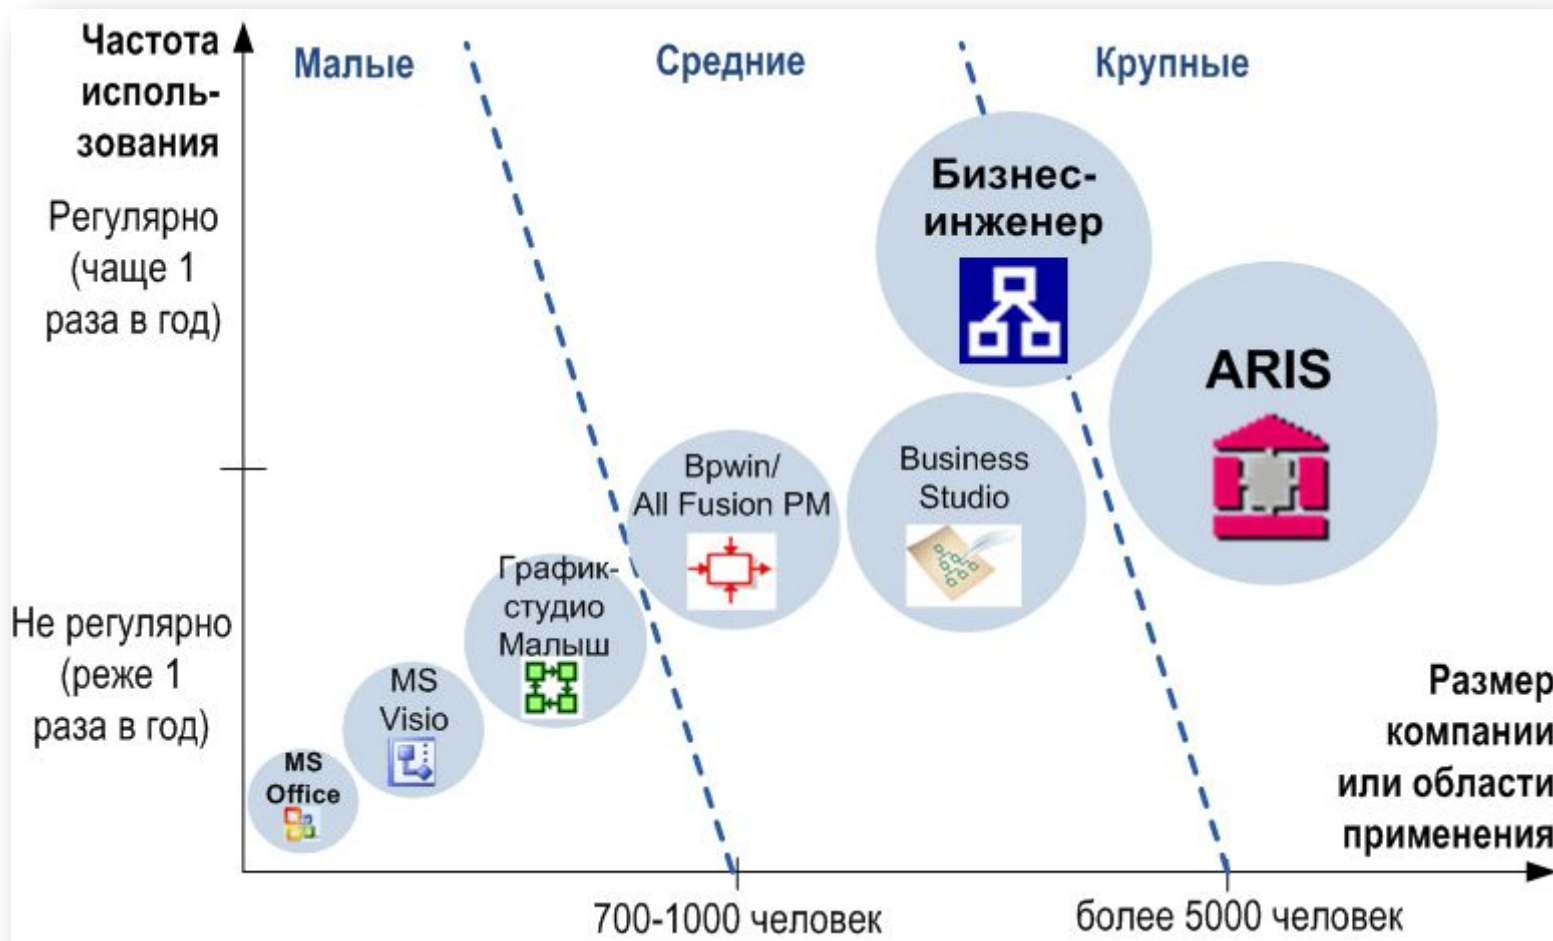 Частота
исполь-
зования
Малые
Средние
Крупные
Регулярно
(чаще 1
раза в год)
Бизнес-
инженер
ARIS
Bpwin/
All Fusion PM
Business
Studio
График-
студио
Малыш
Не регулярно
(реже 1
раза в год)
MS
Visio
MS
Office
Размер
компании
или области
применения
700-1000 человек
более 5000 человек